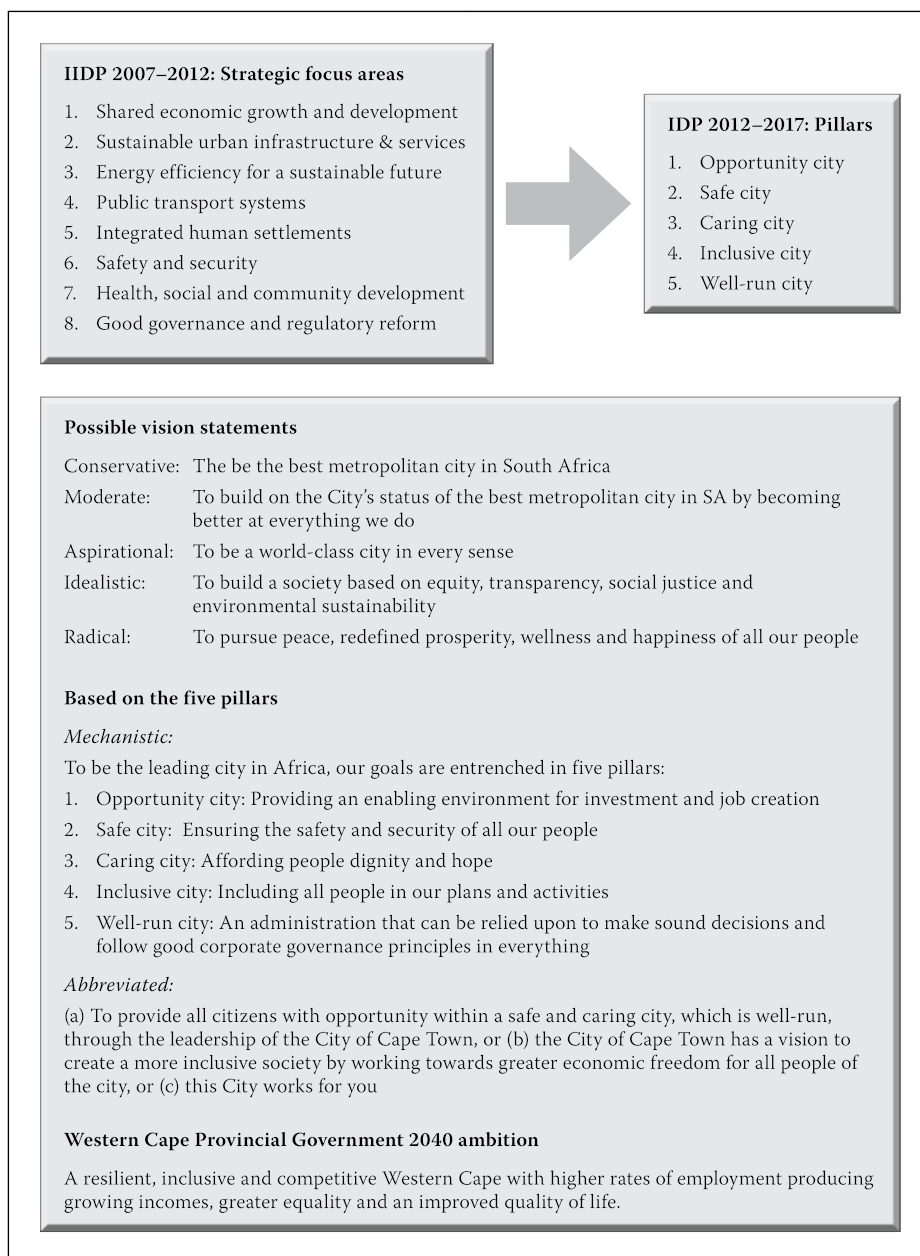 IIDP 2007–2012: Strategic focus areas
1. Shared economic growth and development
2. Sustainable urban infrastructure & services
3. Energy efficiency for a sustainable future
4. Public transport systems
5. Integrated human settlements
6. Safety and security
7. Health, social and community development
8. Good governance and regulatory reform
IDP 2012–2017: Pillars
1. Opportunity city
2. Safe city
3. Caring city
4. Inclusive city
5. Well-run city
Possible vision statements
Conservative: The be the best metropolitan city in South Africa
Moderate: To build on the City’s status of the best metropolitan city in SA by becoming
better at everything we do
Aspirational: To be a world-class city in every sense
Idealistic: To build a society based on equity, transparency, social justice and
environmental sustainability
Radical: To pursue peace, redefined prosperity, wellness and happiness of all our people
Based on the five pillars
Mechanistic:
To be the leading city in Africa, our goals are entrenched in five pillars:
1. Opportunity city: Providing an enabling environment for investment and job creation
2. Safe city: Ensuring the safety and security of all our people
3. Caring city: Affording people dignity and hope
4. Inclusive city: Including all people in our plans and activities
5. Well-run city: An administration that can be relied upon to make sound decisions and
follow good corporate governance principles in everything
Abbreviated:
(a) To provide all citizens with opportunity within a safe and caring city, which is well-run,
through the leadership of the City of Cape Town, or (b) the City of Cape Town has a vision to
create a more inclusive society by working towards greater economic freedom for all people of
the city, or (c) this City works for you
Western Cape Provincial Government 2040 ambition
A resilient, inclusive and competitive Western Cape with higher rates of employment producing
growing incomes, greater equality and an improved quality of life.